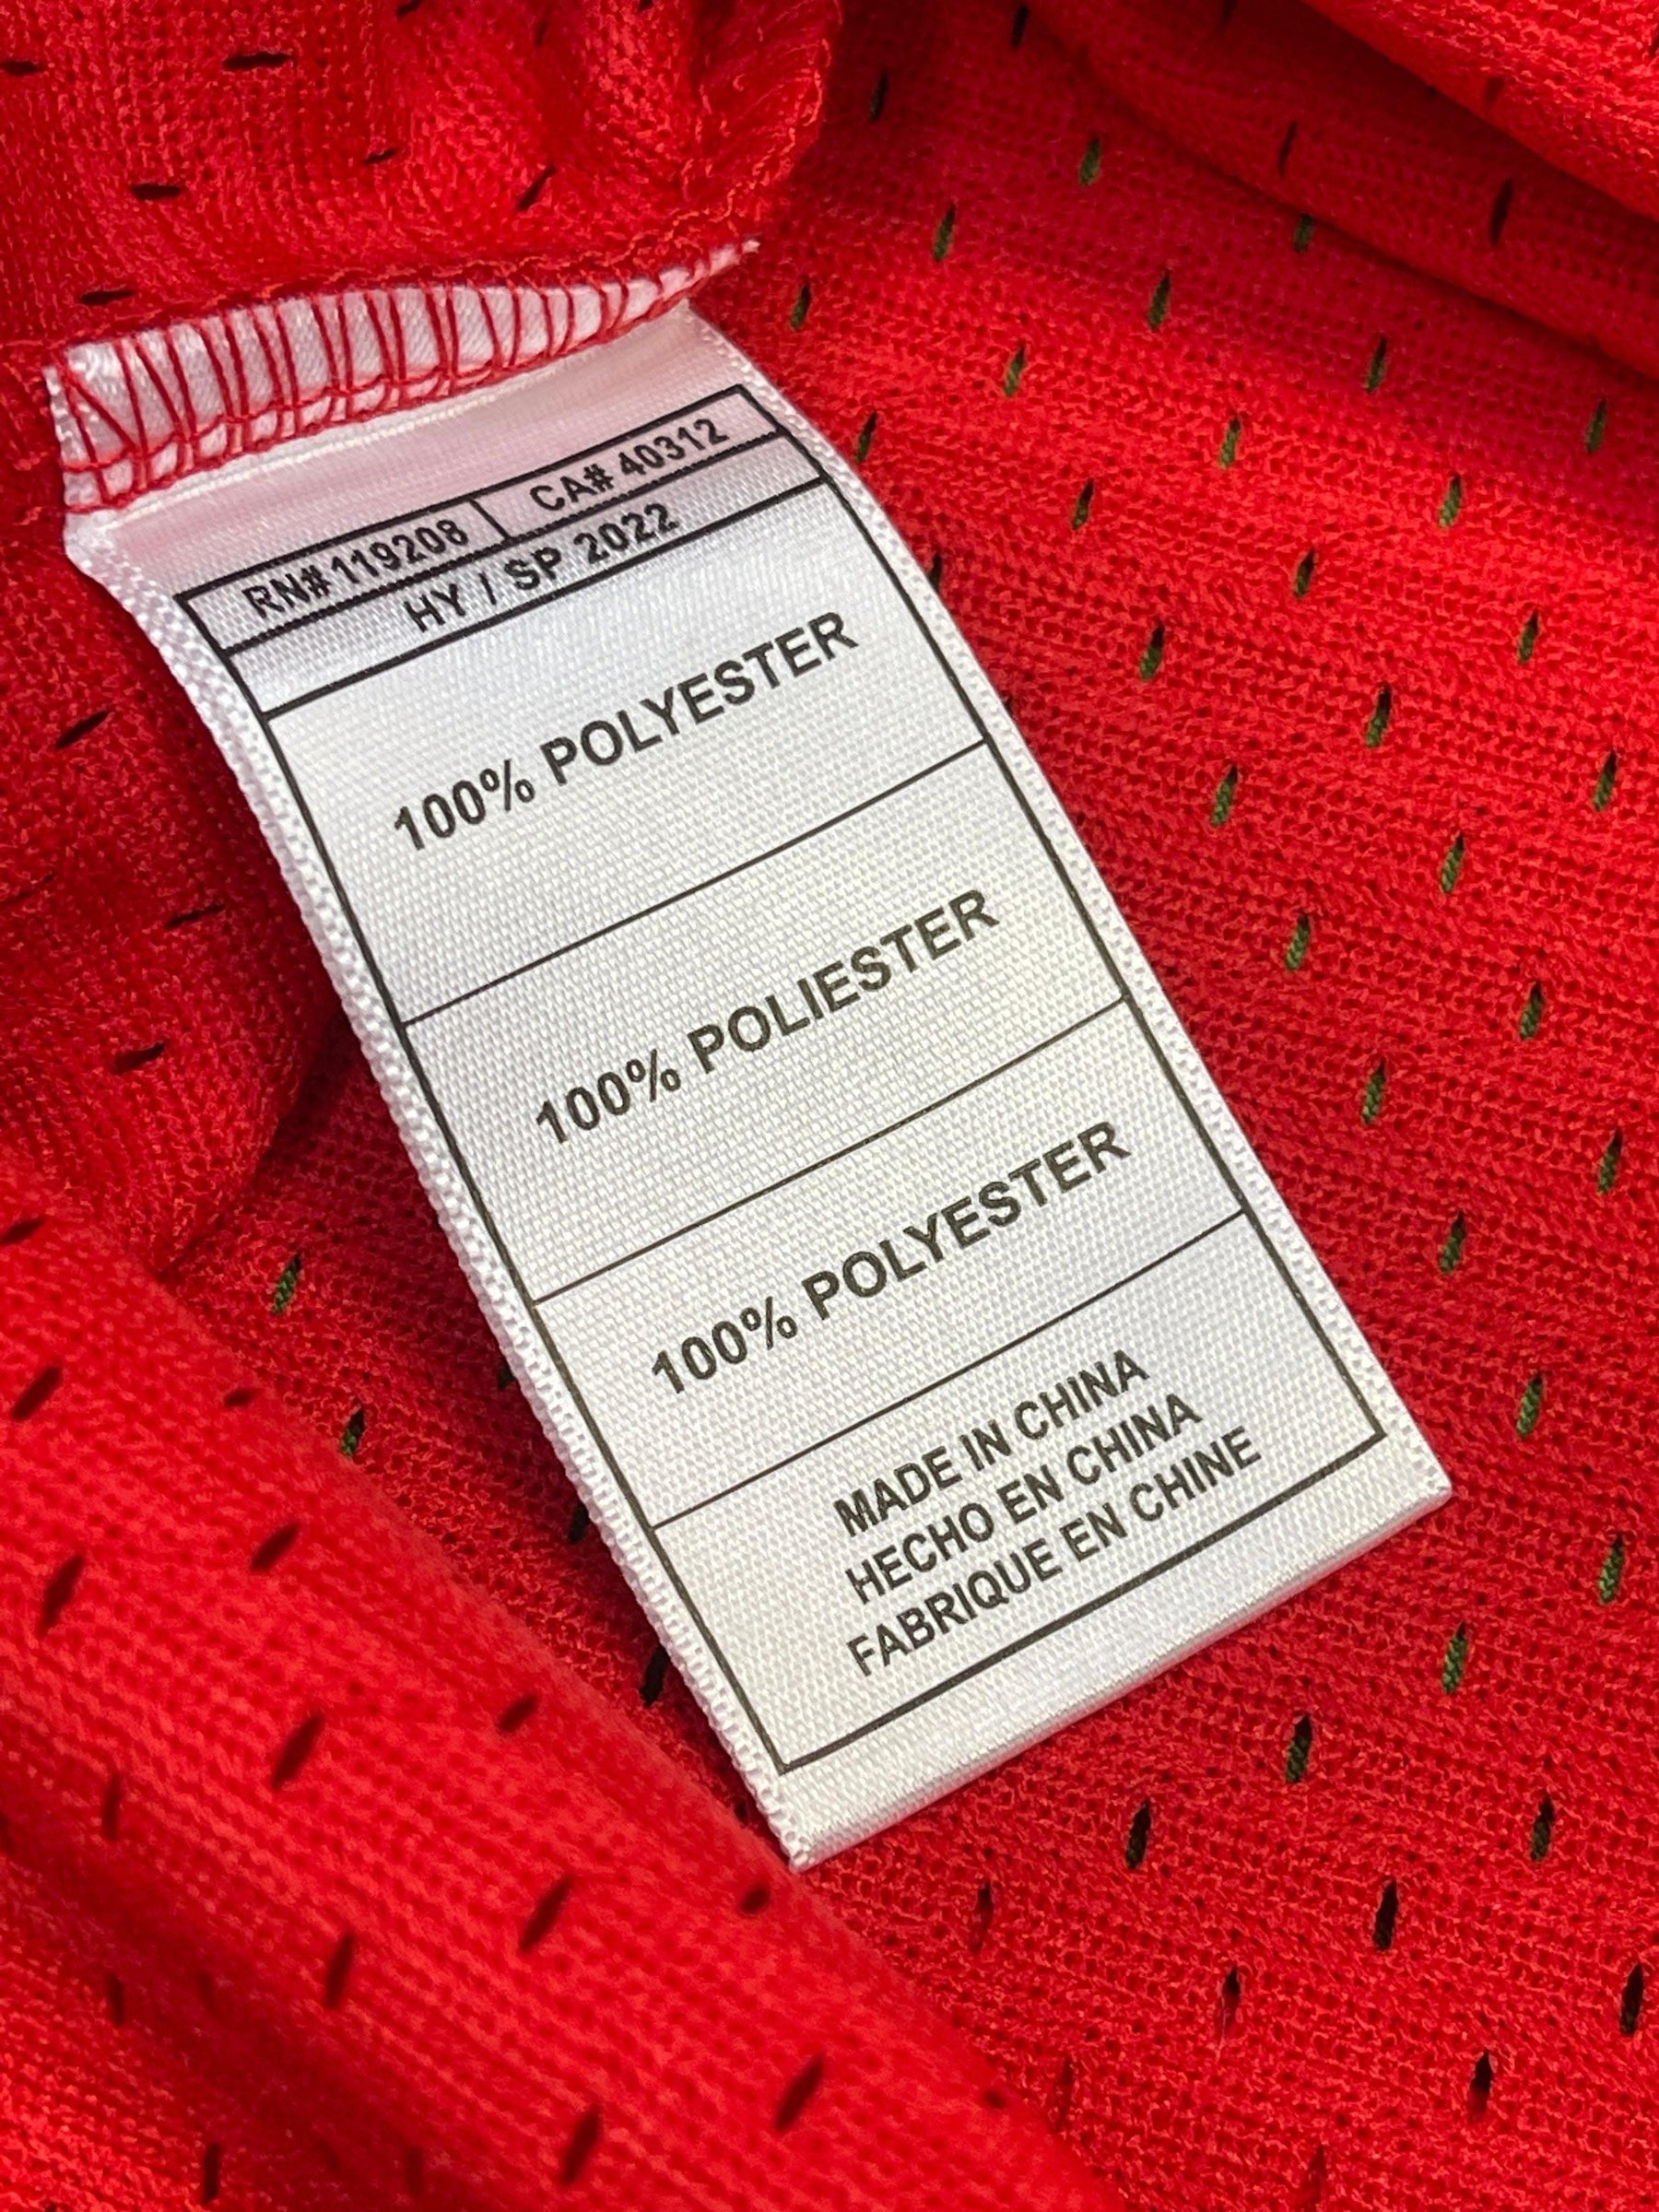 RN# 119208 CA# 40312
HY / SP 2022
100% POLYESTER
100% POLIESTER
100% POLYESTER
MADE IN CHINA
HECHO EN CHINA
FABRIQUE EN CHINE